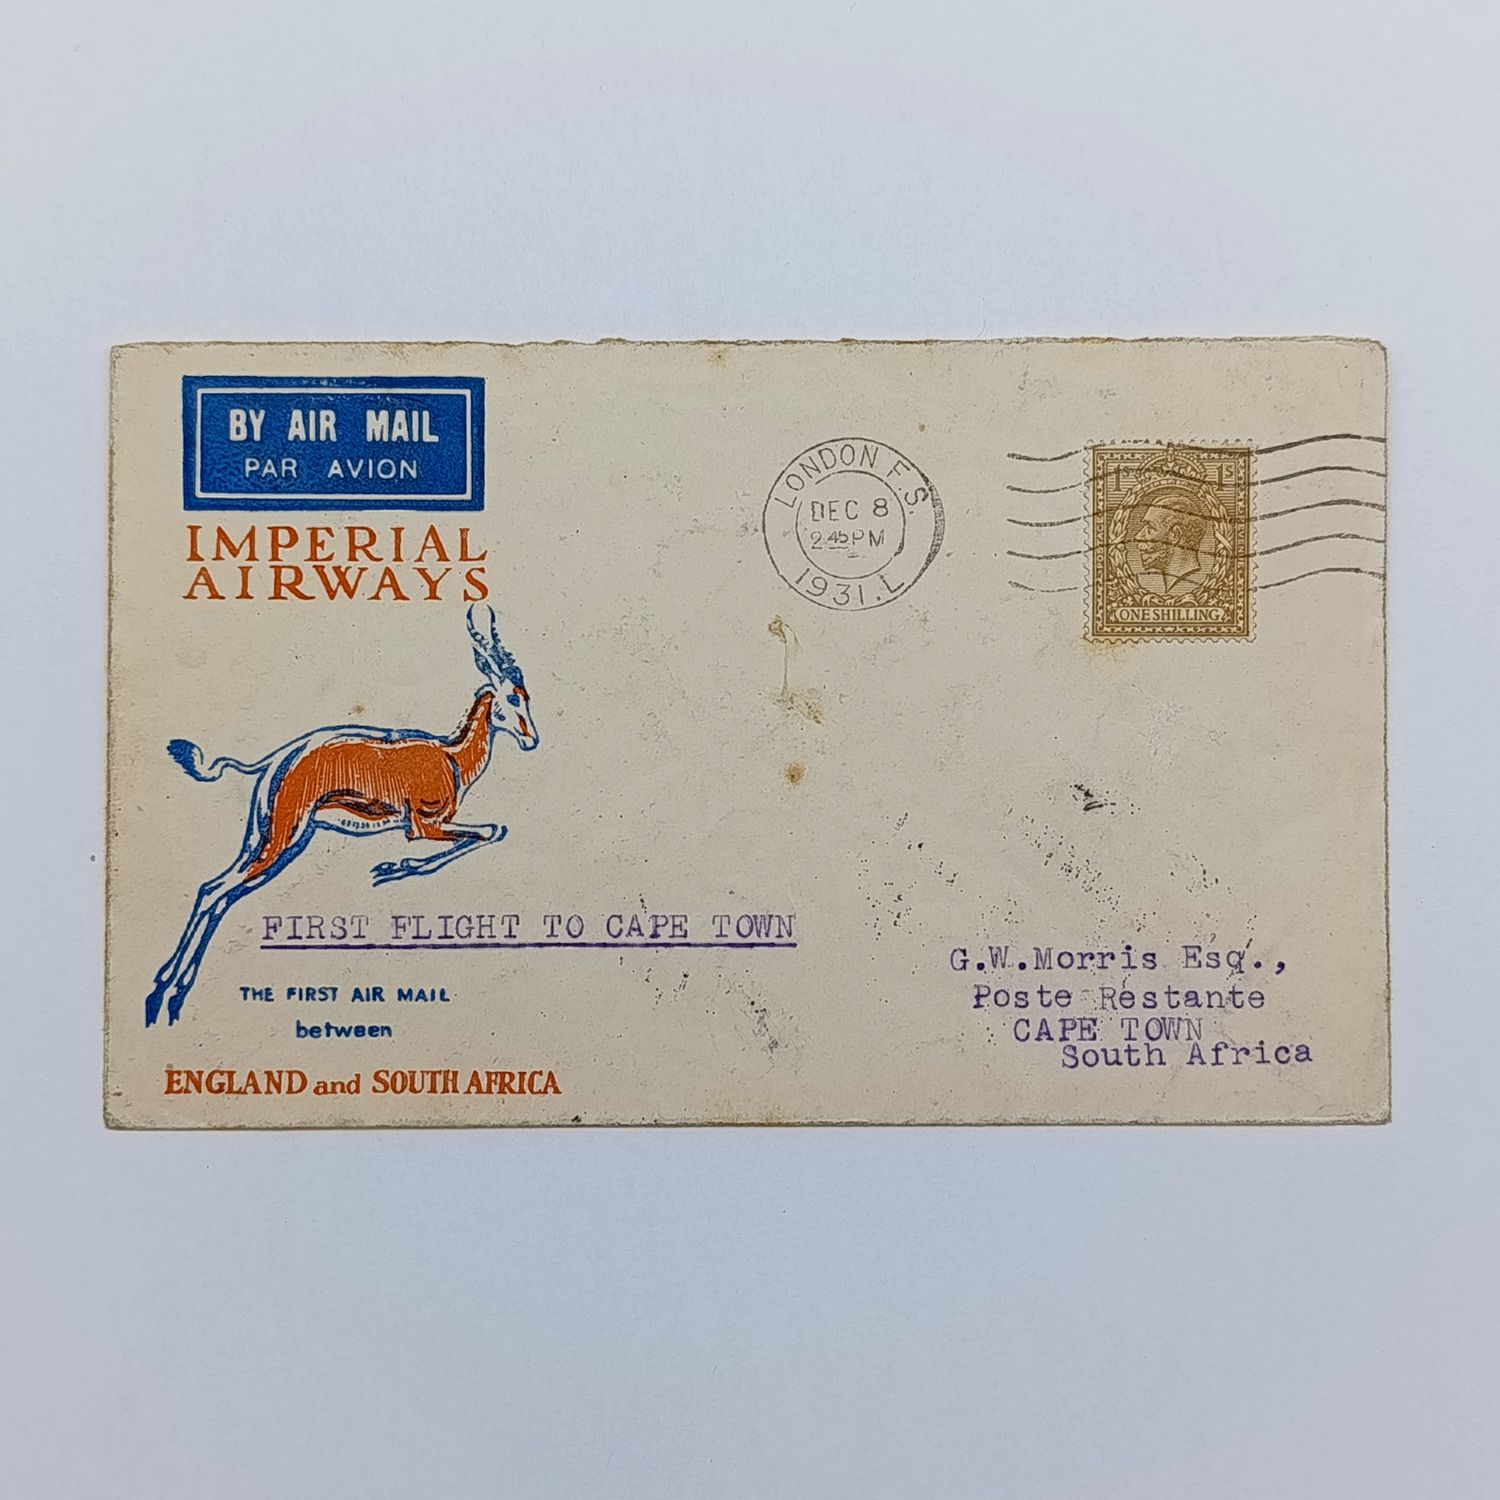 BY AIR MAIL
PAR AVION
IMPERIAL
AIRWAYS
LONDON F.S.
DEC 8
2 45 PM
1931. L
1S 1S
ONE SHILLING
FIRST FLIGHT TO CAPE TOWN
THE FIRST AIR MAIL
between
ENGLAND and SOUTH AFRICA
G.W.Morris Esq.,
Poste Restante
CAPE TOWN
South Africa